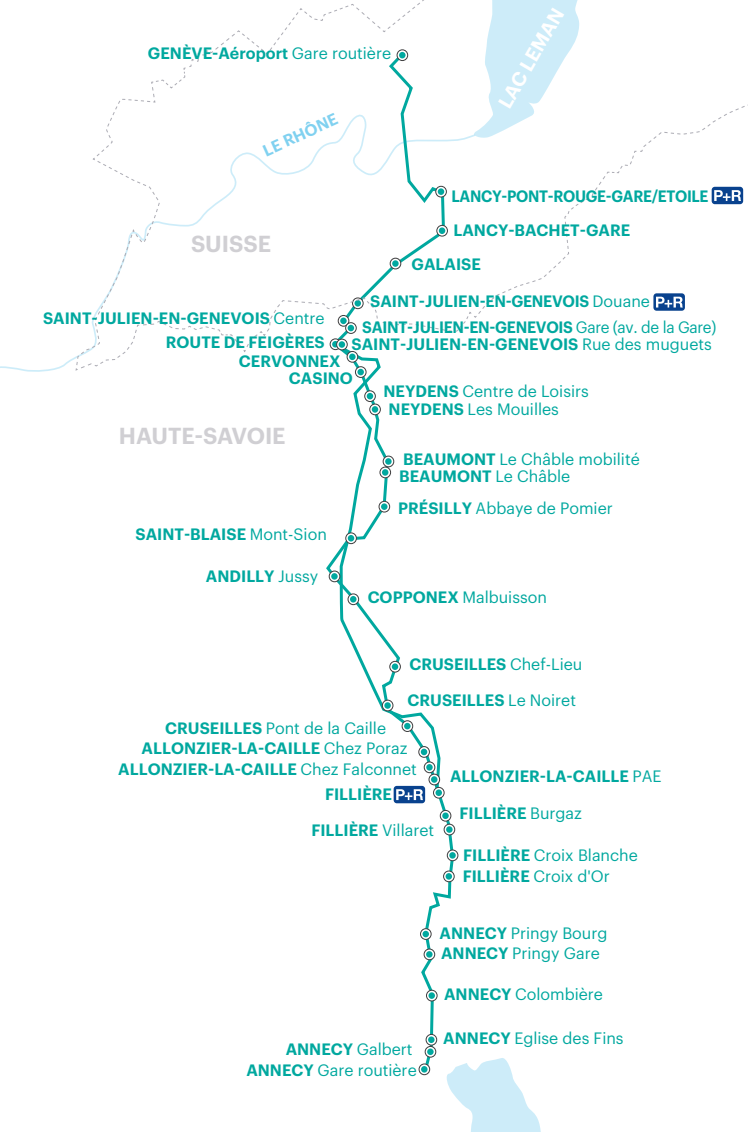 GENÈVE-Aéroport Gare routière
LAC LEMAN
LE RHÔNE
LANCY-PONT-ROUGE-GARE/ETOILE P+R
LANCY-BACHET-GARE
SUISSE
GALAISE
SAINT-JULIEN-EN-GENEVOIS Douane P+R
SAINT-JULIEN-EN-GENEVOIS Centre
SAINT-JULIEN-EN-GENEVOIS Gare (av. de la Gare)
ROUTE DE FEIGÈRES
SAINT-JULIEN-EN-GENEVOIS Rue des muguets
CERVONNEX
CASINO
NEYDENS Centre de Loisirs
NEYDENS Les Mouilles
HAUTE-SAVOIE
BEAUMONT Le Châble mobilité
BEAUMONT Le Châble
PRÉSILLY Abbaye de Pomier
SAINT-BLAISE Mont-Sion
ANDILLY Jussy
COPPONEX Malbuisson
CRUSEILLES Chef-Lieu
CRUSEILLES Le Noiret
CRUSEILLES Pont de la Caille
ALLONZIER-LA-CAILLE Chez Poraz
ALLONZIER-LA-CAILLE Chez Falconnet
ALLONZIER-LA-CAILLE PAE
FILLIÈRE P+R
FILLIÈRE Burgaz
FILLIÈRE Villaret
FILLIÈRE Croix Blanche
FILLIÈRE Croix d'Or
ANNECY Pringy Bourg
ANNECY Pringy Gare
ANNECY Colombière
ANNECY Eglise des Fins
ANNECY Galbert
ANNECY Gare routière